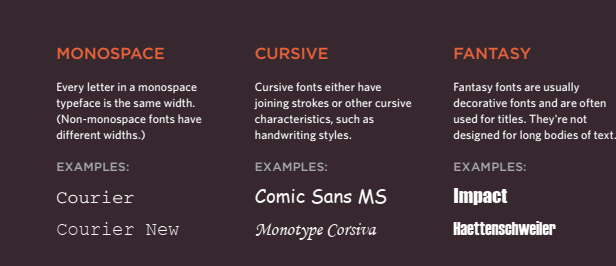 MONOSPACE
Every letter in a monospace
typeface is the same width.
(Non-monospace fonts have
different widths.)
EXAMPLES:
Courier
Courier New
CURSIVE
Cursive fonts either have
joining strokes or other cursive
characteristics, such as
handwriting styles.
EXAMPLES:
Comic Sans MS
Monotype Corsiva
FANTASY
Fantasy fonts are usually
decorative fonts and are often
used for titles. They're not
designed for long bodies of text.
EXAMPLES:
Impact
Haettenschweiler